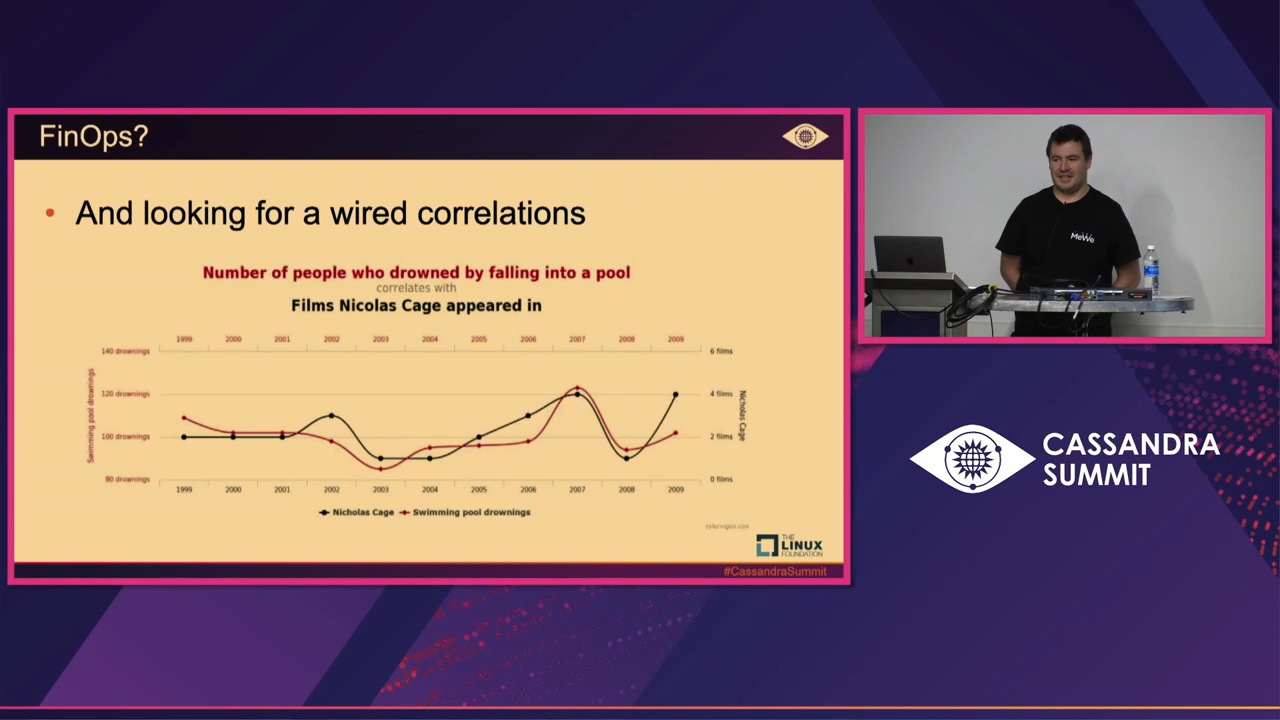 FinOps?
• And looking for a wired correlations
Number of people who drowned by falling into a pool
correlates with
Films Nicolas Cage appeared in
1999 2000 2001 2002 2003 2004 2005 2006 2007 2008 2009
140 drownings
6 films
120 drownings
4 films
100 drownings
2 films
80 drownings
0 films
Swimming pool drownings
Nicholas Cage
1999 2000 2001 2002 2003 2004 2005 2006 2007 2008 2009
Nicholas Cage Swimming pool drownings
tylervigen.com
THE
LINUX
FOUNDATION
#CassandraSummit
MeWe
CASSANDRA
SUMMIT